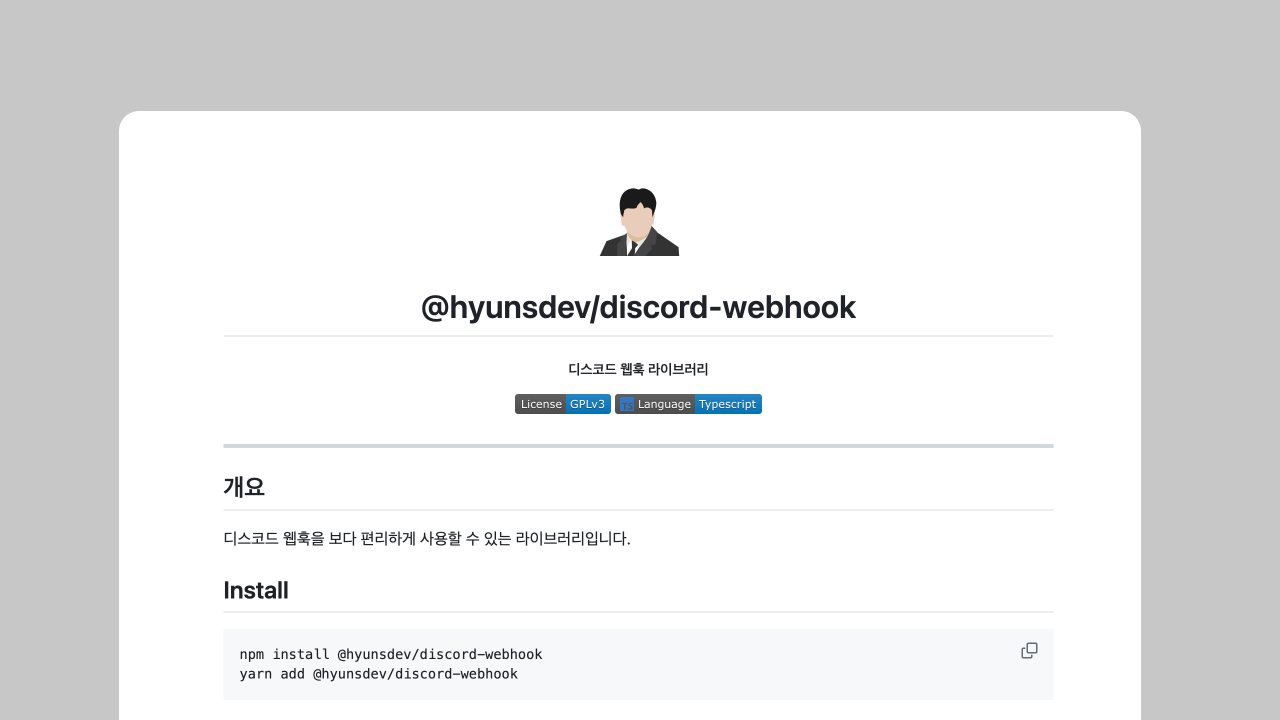 @hyunsdev/discord-webhook
디스코드 웹훅 라이브러리
License GPLv3 TS Language Typescript
개요
디스코드 웹훅을 보다 편리하게 사용할 수 있는 라이브러리입니다.
Install
npm install @hyunsdev/discord-webhook
yarn add @hyunsdev/discord-webhook